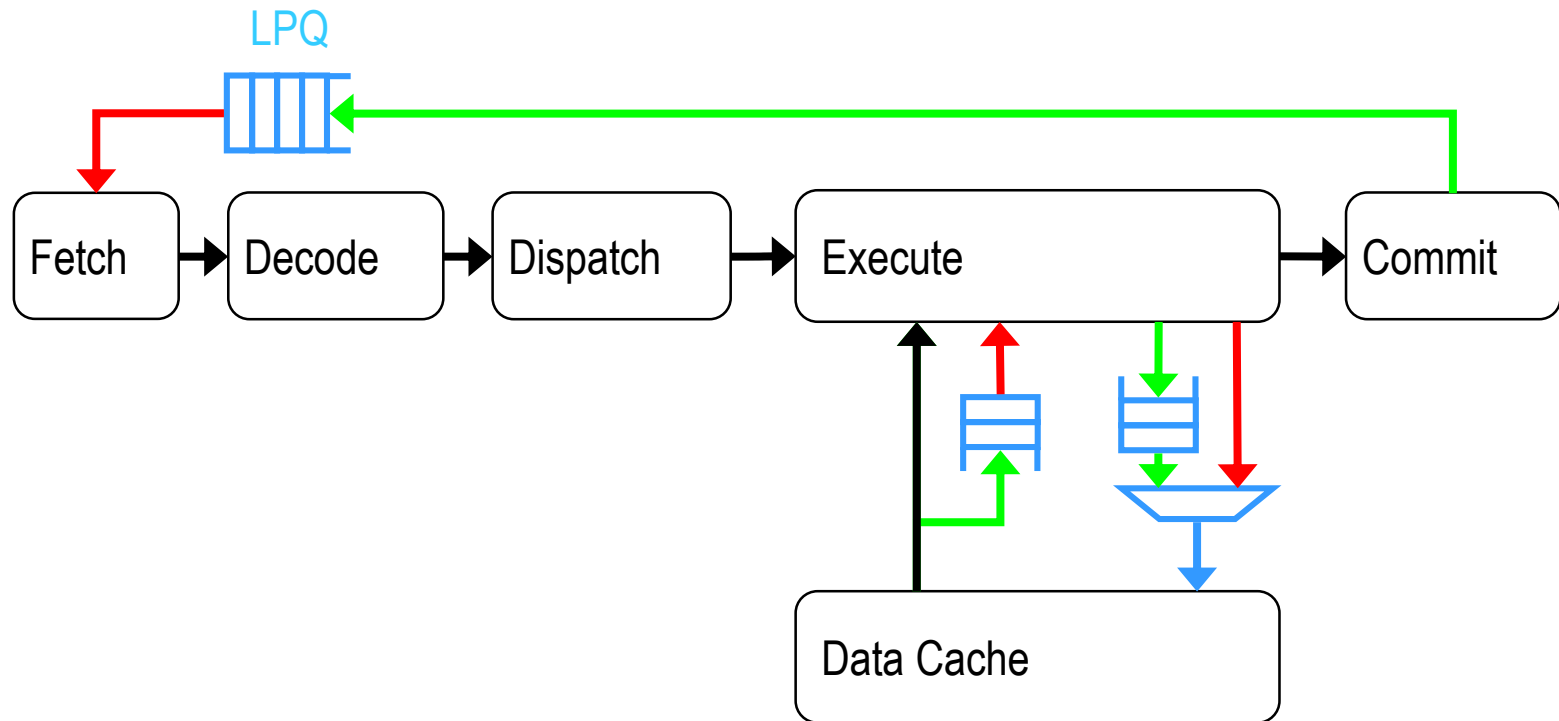 LPQ
Fetch
Decode
Dispatch
Execute
Commit
Data Cache